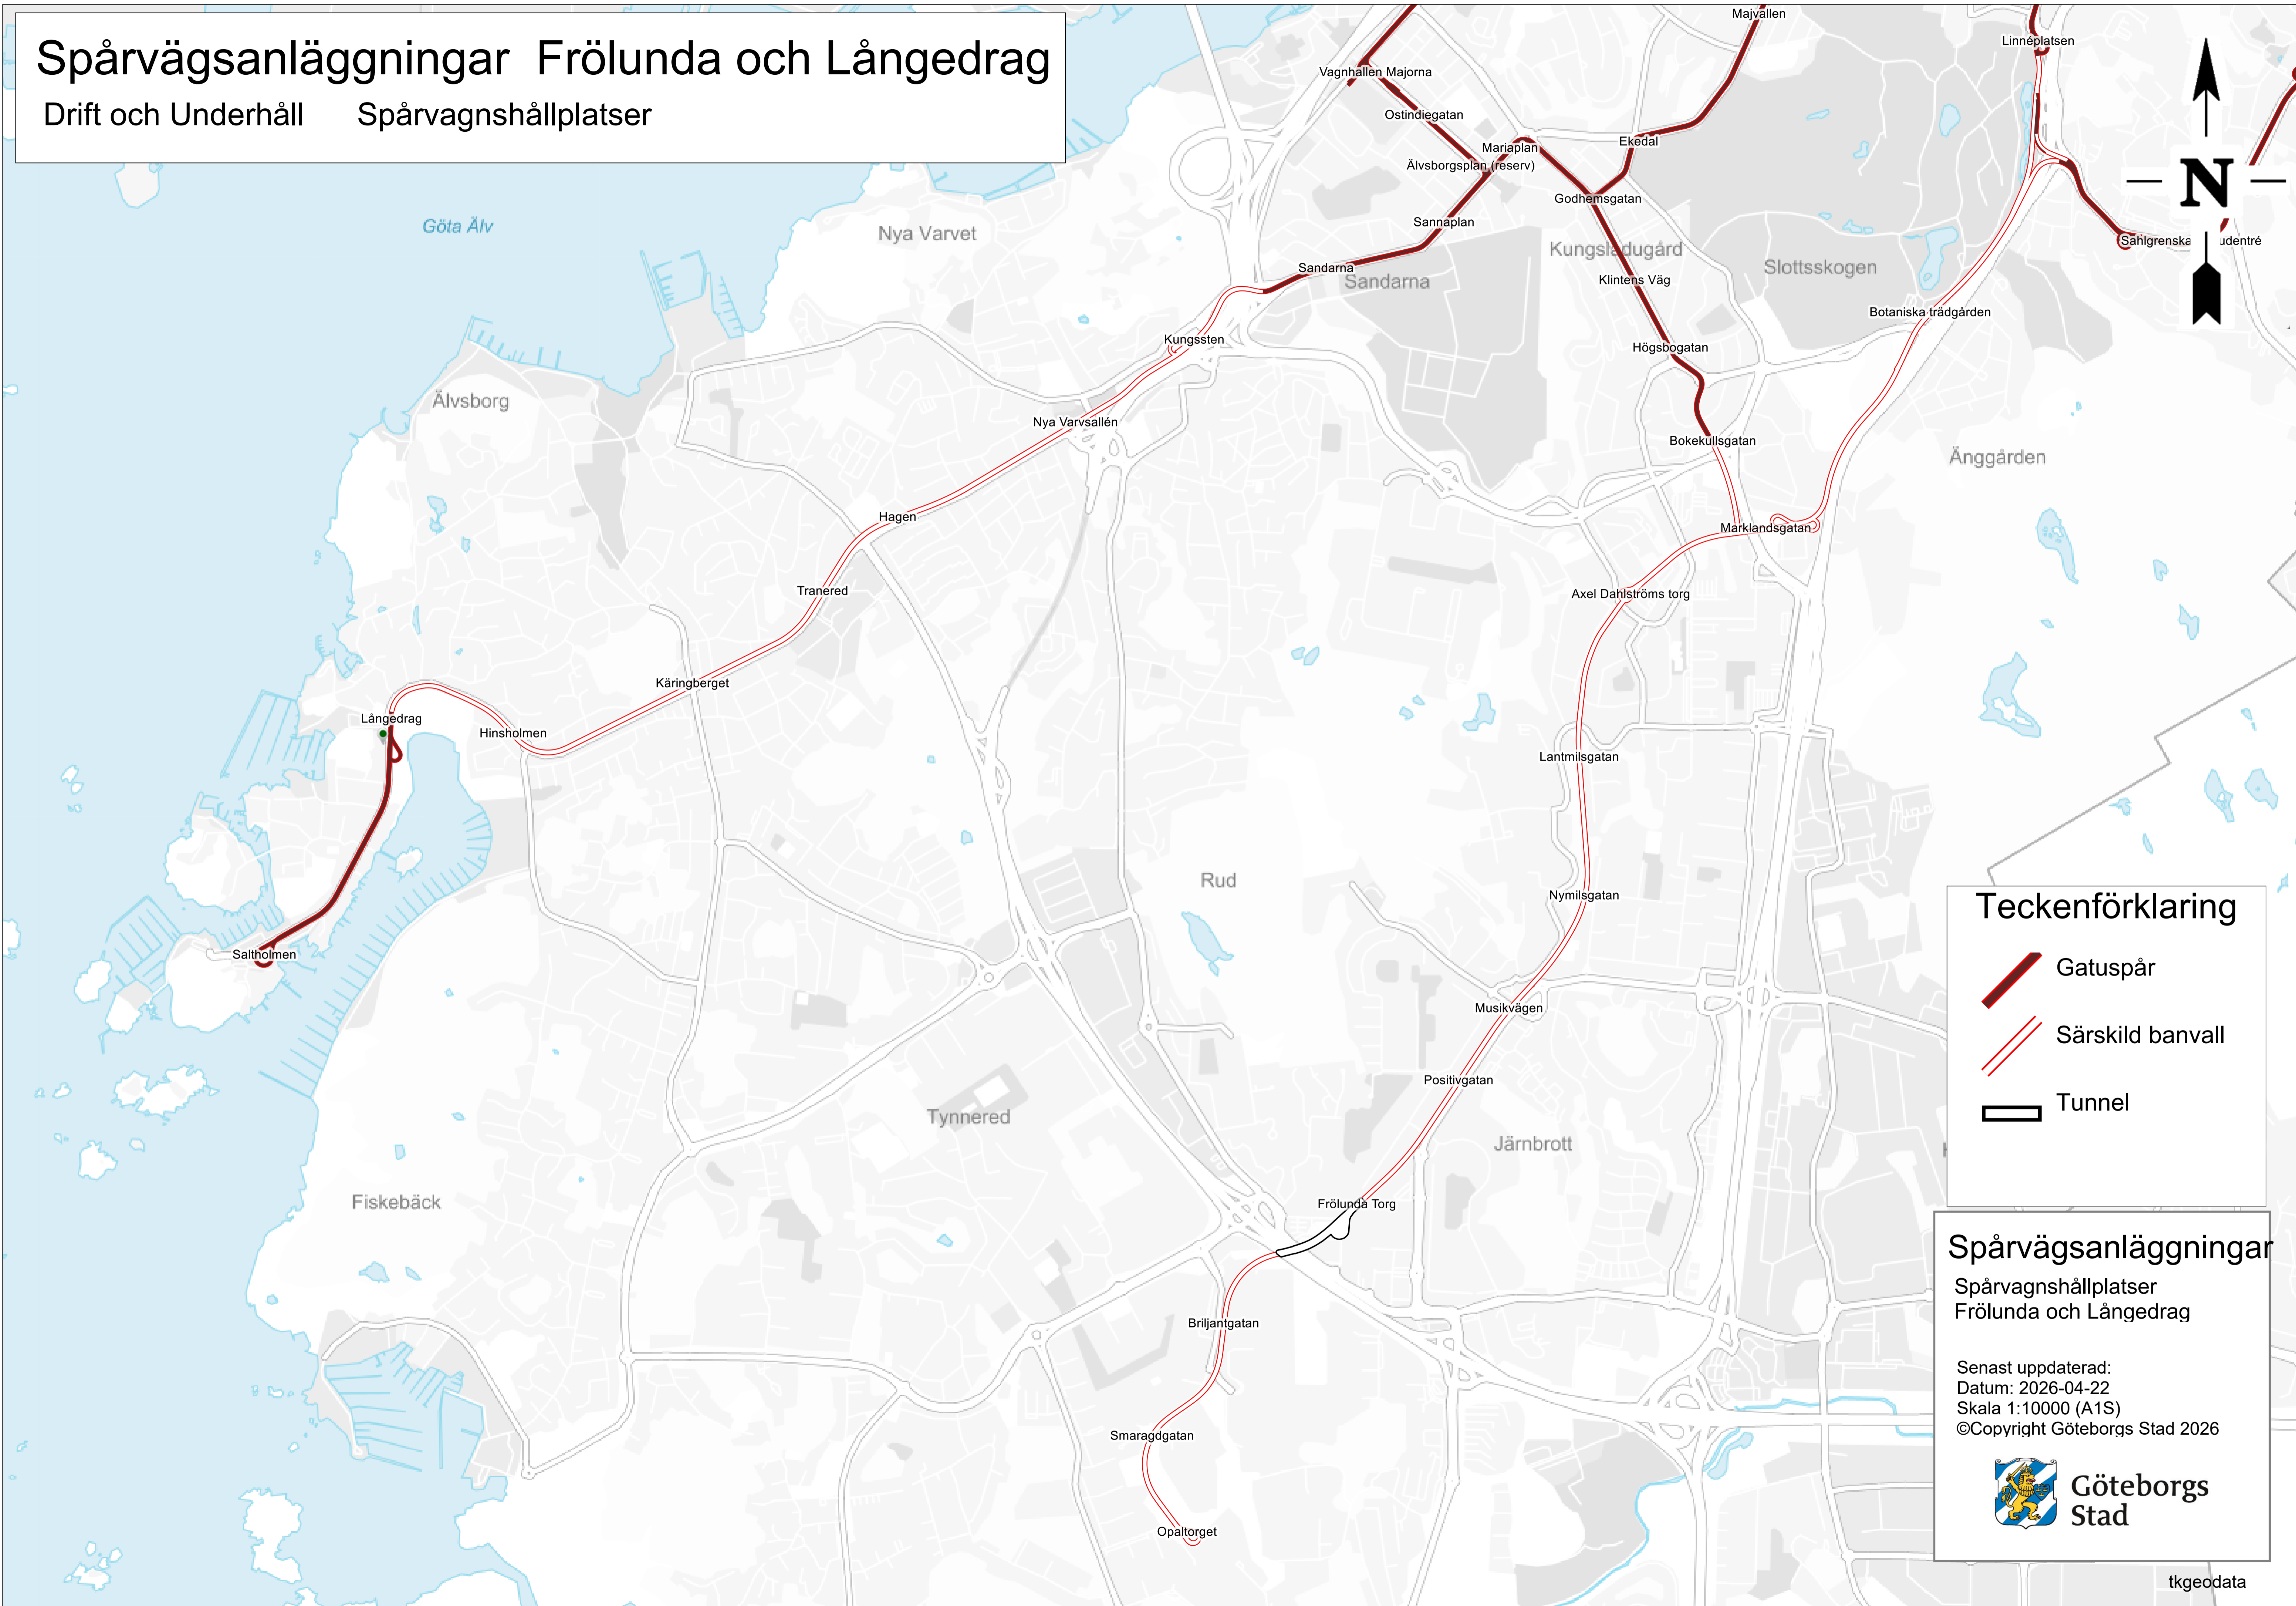 Spårvägsanläggningar Frölunda och Långedrag
Drift och Underhåll Spårvagnshållplatser
Majvallen
Linnéplatsen
Vagnhallen Majorna
Ostindiegatan
Mariaplan
Ekedal
Älvsborgsplan (reserv)
Godhemsgatan
N
Göta Älv
Nya Varvet
Sannaplan
Kungsladugård
Sahlgrenska udentré
Sandarna
Sandarna
Slottsskogen
Klintens Väg
Botaniska trädgården
Kungssten
Högsbogatan
Älvsborg
Nya Varvsallén
Bokekullsgatan
Änggården
Hagen
Marklandsgatan
Tranered
Axel Dahlströms torg
Käringberget
Långedrag
Hinsholmen
Lantmilsgatan
Rud
Nymilsgatan
Saltholmen
Musikvägen
Positivgatan
Tynnered
Järnbrott
Fiskebäck
Frölunda Torg
Briljantgatan
Smaragdgatan
Opaltorget
Teckenförklaring
Gatuspår
Särskild banvall
Tunnel
Spårvägsanläggningar
Spårvagnshållplatser
Frölunda och Långedrag
Senast uppdaterad:
Datum: 2026-04-22
Skala 1:10000 (A1S)
©Copyright Göteborgs Stad 2026
Göteborgs
Stad
tkgeodata